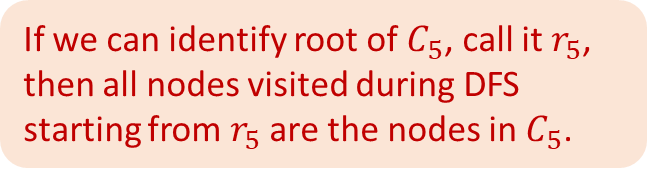 If we can identify root of C₅, call it r₅,
then all nodes visited during DFS
starting from r₅ are the nodes in C₅.